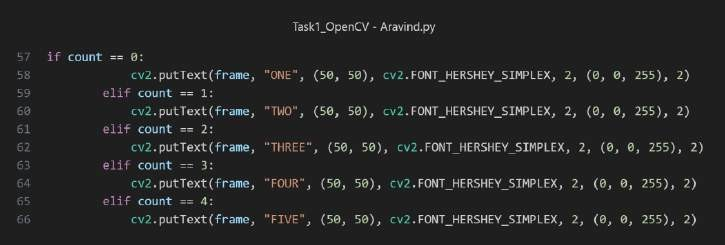 Task1_OpenCV - Aravind.py
57 if count == 0:
58 cv2.putText(frame, "ONE", (50, 50), cv2.FONT_HERSHEY_SIMPLEX, 2, (0, 0, 255), 2)
59 elif count == 1:
60 cv2.putText(frame, "TWO", (50, 50), cv2.FONT_HERSHEY_SIMPLEX, 2, (0, 0, 255), 2)
61 elif count == 2:
62 cv2.putText(frame, "THREE", (50, 50), cv2.FONT_HERSHEY_SIMPLEX, 2, (0, 0, 255), 2)
63 elif count == 3:
64 cv2.putText(frame, "FOUR", (50, 50), cv2.FONT_HERSHEY_SIMPLEX, 2, (0, 0, 255), 2)
65 elif count == 4:
66 cv2.putText(frame, "FIVE", (50, 50), cv2.FONT_HERSHEY_SIMPLEX, 2, (0, 0, 255), 2)